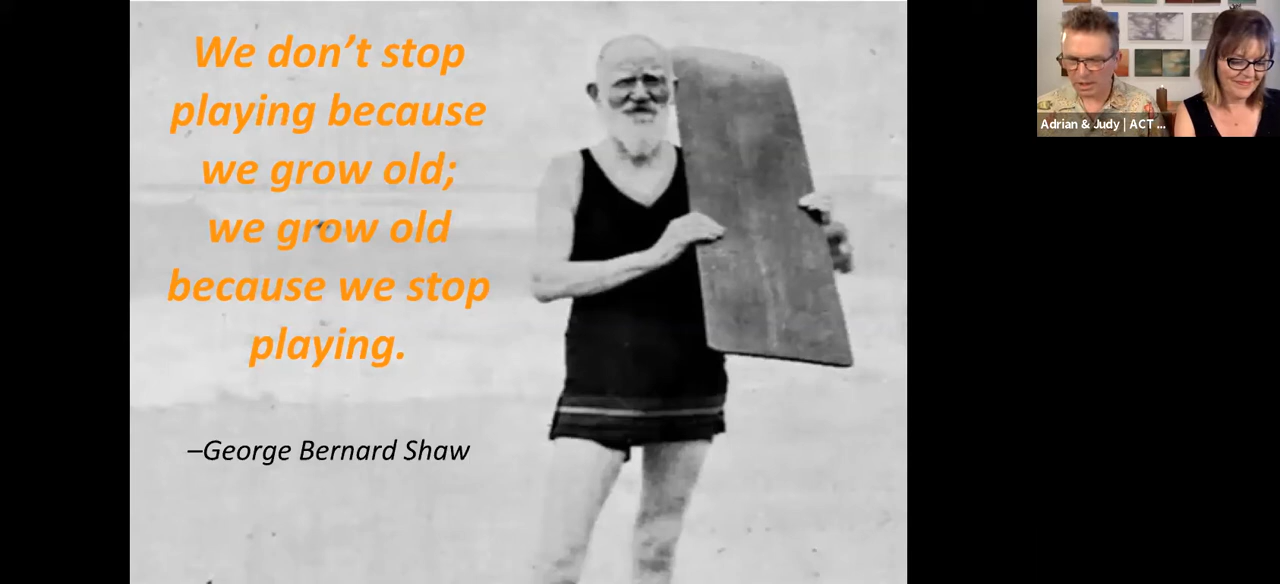 We don’t stop
playing because
we grow old;
we grow old
because we stop
playing.
–George Bernard Shaw
Adrian & Judy | ACT ...